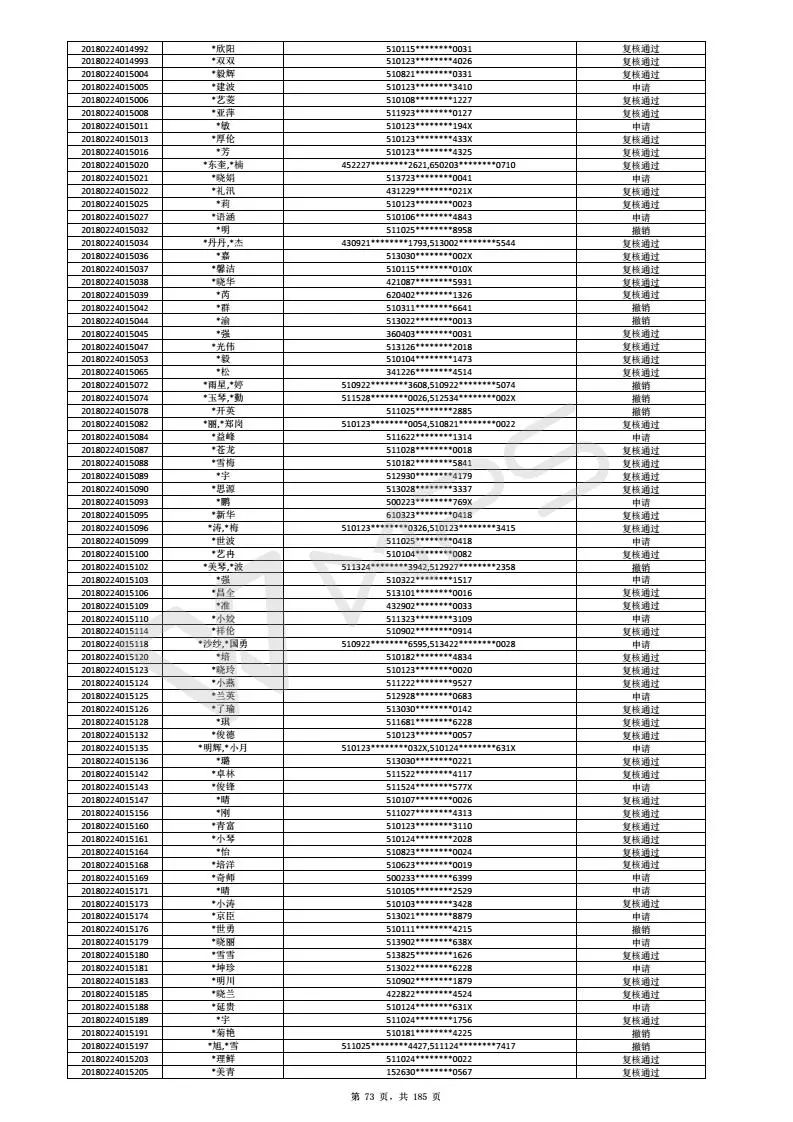 20180224014992 *欣阳 510115********0031 复核通过
20180224014993 *双双 510123********4026 复核通过
20180224015004 *毅辉 510821********0331 复核通过
20180224015005 *建波 510123********3410 申请
20180224015006 *艺菱 510108********1227 复核通过
20180224015008 *亚萍 511923********0127 复核通过
20180224015011 *敏 510123********194X 申请
20180224015013 *厚伦 510123********433X 复核通过
20180224015016 *芳 510123********4325 复核通过
20180224015020 *东奎,*楠 452227********2621,650203********0710 复核通过
20180224015021 *晓娟 513723********0041 申请
20180224015022 *礼汛 431229********021X 复核通过
20180224015025 *莉 510123********0023 复核通过
20180224015027 *语涵 510106********4843 申请
20180224015032 *明 511025********8958 撤销
20180224015034 *丹丹,*杰 430921********1793,513002********5544 复核通过
20180224015036 *嘉 513030********002X 复核通过
20180224015037 *馨洁 510115********010X 复核通过
20180224015038 *晓华 421087********5931 复核通过
20180224015039 *芮 620402********1326 复核通过
20180224015042 *群 510311********6641 撤销
20180224015044 *渝 513022********0013 撤销
20180224015045 *强 360403********0031 复核通过
20180224015047 *光伟 513126********2018 复核通过
20180224015053 *毅 510104********1473 复核通过
20180224015065 *松 341226********4514 复核通过
20180224015072 *雨星,*婷 510922********3608,510922********5074 撤销
20180224015074 *玉琴,*勤 511528********0026,512534********002X 撤销
20180224015078 *开英 511025********2885 撤销
20180224015082 *丽,*郑岗 510123********0054,510821********0022 复核通过
20180224015084 *益峰 511622********1314 申请
20180224015087 *苍龙 511028********0018 复核通过
20180224015088 *雪梅 510182********5841 复核通过
20180224015089 *宇 512930********4179 复核通过
20180224015090 *思源 513028********3337 复核通过
20180224015093 *鹏 500223********769X 申请
20180224015095 *新华 610323********0418 复核通过
20180224015096 *涛,*梅 510123********0326,510123********3415 复核通过
20180224015099 *世波 511025********0418 申请
20180224015100 *艺冉 510104********0082 复核通过
20180224015102 *美琴,*波 511324********3942,512927********2358 撤销
20180224015103 *强 510322********1517 申请
20180224015106 *昌全 513101********0016 复核通过
20180224015109 *准 432902********0033 复核通过
20180224015110 *小姣 511323********3109 申请
20180224015114 *祥伦 510902********0914 复核通过
20180224015118 *沙纱,*国勇 510922********6595,513422********0028 申请
20180224015120 *培 510182********4834 复核通过
20180224015123 *晓玲 510123********0020 复核通过
20180224015124 *小燕 511222********9527 复核通过
20180224015125 *兰英 512928********0683 申请
20180224015126 *了瑜 513030********0142 复核通过
20180224015128 *琪 511681********6228 复核通过
20180224015132 *俊德 510123********0057 复核通过
20180224015135 *明辉,*小月 510123********032X,510124********631X 申请
20180224015136 *璐 513030********0221 复核通过
20180224015142 *卓林 511522********4117 复核通过
20180224015143 *俊锋 511524********577X 申请
20180224015147 *晴 510107********0026 复核通过
20180224015156 *刚 511027********4313 复核通过
20180224015160 *青富 510123********3110 复核通过
20180224015161 *小琴 510124********2028 复核通过
20180224015164 *怡 510823********0024 复核通过
20180224015168 *培洋 510623********0019 复核通过
20180224015169 *奇师 500233********6399 申请
20180224015171 *晴 510105********2529 申请
20180224015173 *小涛 510103********3428 复核通过
20180224015174 *京臣 513021********8879 申请
20180224015176 *世勇 510111********4215 撤销
20180224015179 *晓丽 513902********638X 申请
20180224015180 *雪雪 513825********1626 复核通过
20180224015181 *坤珍 513022********6228 申请
20180224015183 *明川 510902********1879 复核通过
20180224015185 *晓兰 422822********4524 复核通过
20180224015188 *延贵 510124********631X 申请
20180224015189 *宇 511024********1756 复核通过
20180224015191 *菊艳 510181********4225 撤销
20180224015197 *旭,*雪 511025********4427,511124********7417 撤销
20180224015203 *理鲜 511024********0022 复核通过
20180224015205 *美青 152630********0567 复核通过
第 73 页，共 185 页